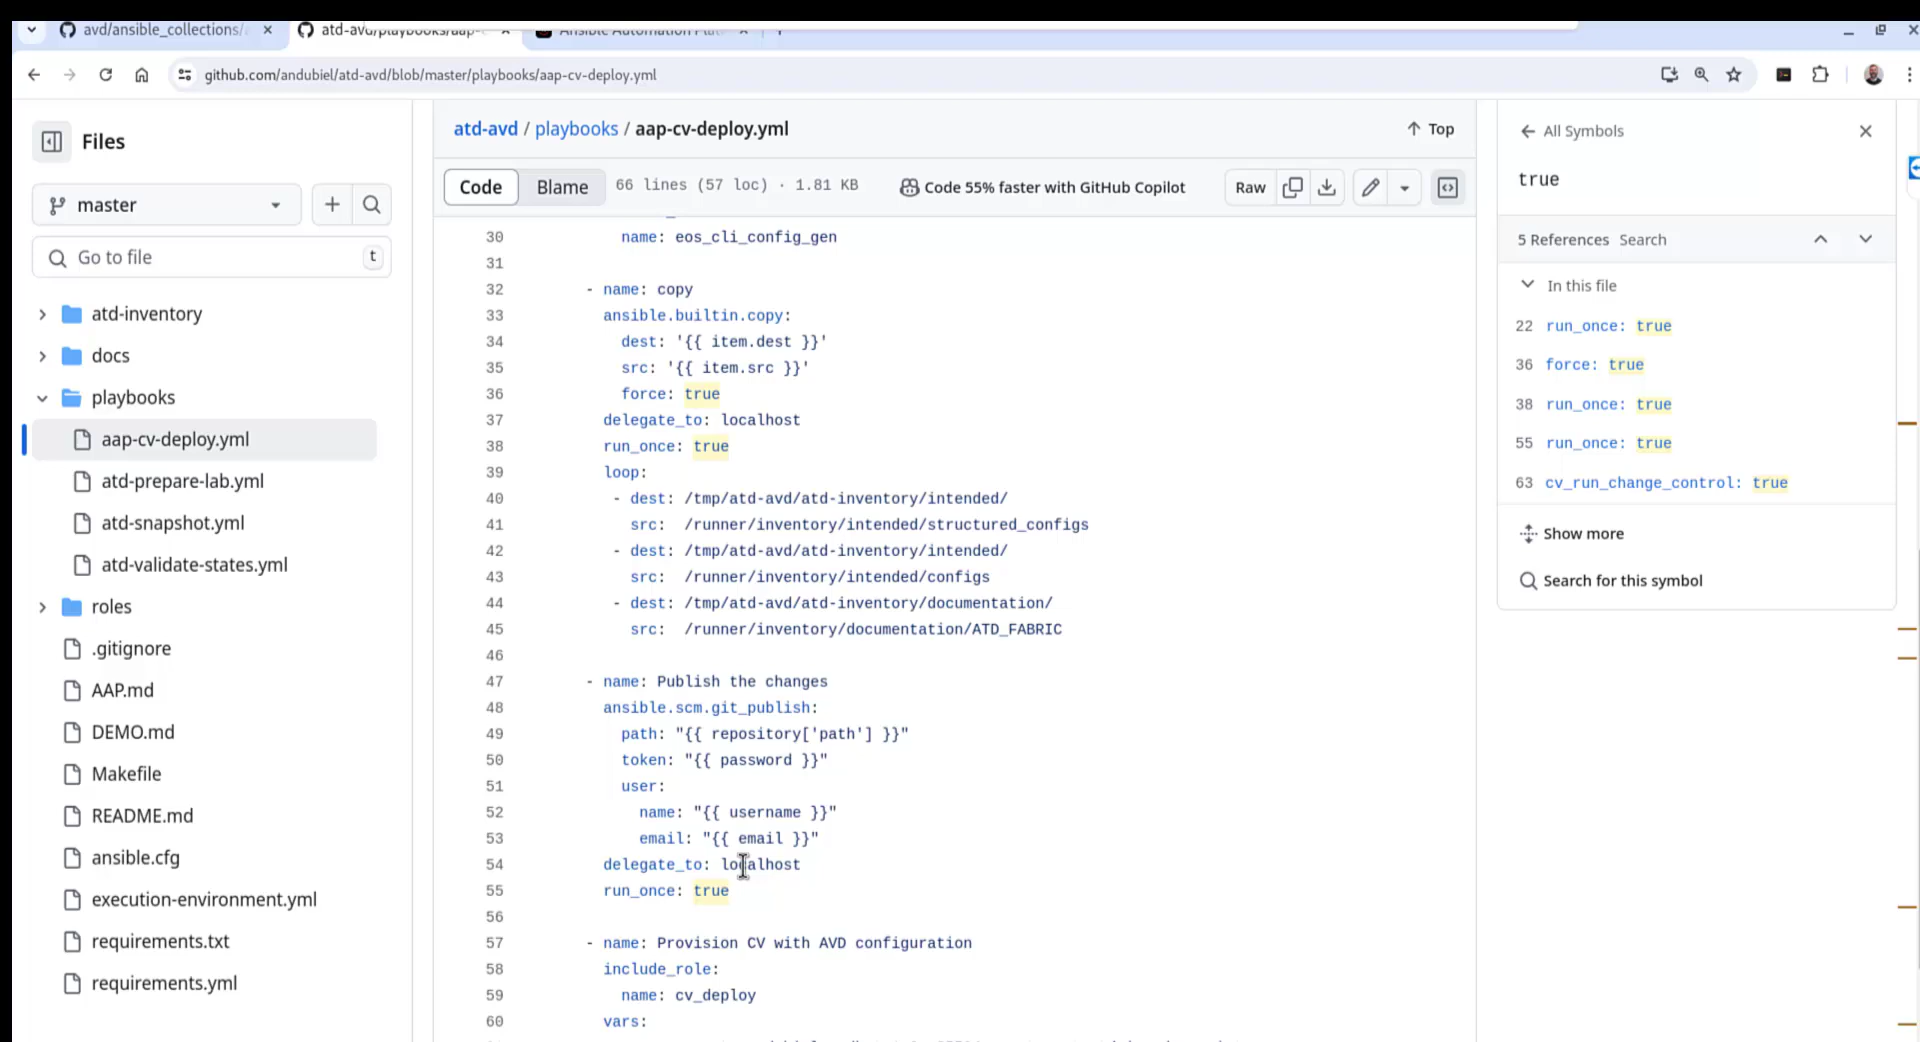 avd/ansible_collections/
atd-avd/playbooks/aap-c
Ansible Automation Plat
github.com/andubiel/atd-avd/blob/master/playbooks/aap-cv-deploy.yml
Files
master
Go to file
t
atd-inventory
docs
playbooks
aap-cv-deploy.yml
atd-prepare-lab.yml
atd-snapshot.yml
atd-validate-states.yml
roles
.gitignore
AAP.md
DEMO.md
Makefile
README.md
ansible.cfg
execution-environment.yml
requirements.txt
requirements.yml
atd-avd / playbooks / aap-cv-deploy.yml
Top
Code
Blame
66 lines (57 loc) · 1.81 KB
Code 55% faster with GitHub Copilot
Raw
30 name: eos_cli_config_gen
31
32 - name: copy
33 ansible.builtin.copy:
34 dest: '{{ item.dest }}'
35 src: '{{ item.src }}'
36 force: true
37 delegate_to: localhost
38 run_once: true
39 loop:
40 - dest: /tmp/atd-avd/atd-inventory/intended/
41 src: /runner/inventory/intended/structured_configs
42 - dest: /tmp/atd-avd/atd-inventory/intended/
43 src: /runner/inventory/intended/configs
44 - dest: /tmp/atd-avd/atd-inventory/documentation/
45 src: /runner/inventory/documentation/ATD_FABRIC
46
47 - name: Publish the changes
48 ansible.scm.git_publish:
49 path: "{{ repository['path'] }}"
50 token: "{{ password }}"
51 user:
52 name: "{{ username }}"
53 email: "{{ email }}"
54 delegate_to: localhost
55 run_once: true
56
57 - name: Provision CV with AVD configuration
58 include_role:
59 name: cv_deploy
60 vars:
All Symbols
true
5 References Search
In this file
22 run_once: true
36 force: true
38 run_once: true
55 run_once: true
63 cv_run_change_control: true
Show more
Search for this symbol